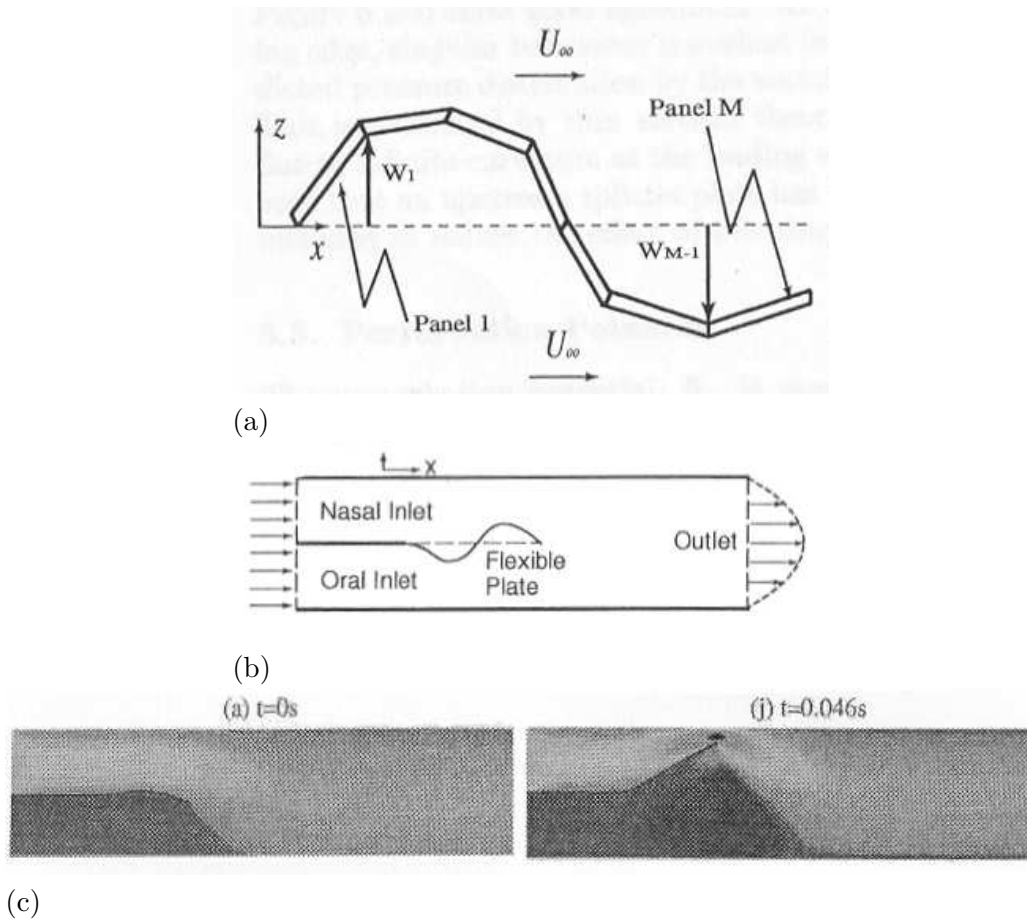 U∞
Panel M
z
W1
x
WM-1
Panel 1
U∞
(a)
x
Nasal Inlet
Outlet
Flexible
Oral Inlet
Plate
(b)
(a) t=0s
(j) t=0.046s
(c)